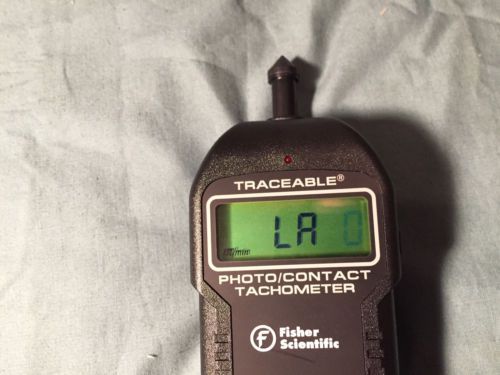 TRACEABLE®
LA 0
PHOTO/CONTACT
TACHOMETER
Fisher
Scientific